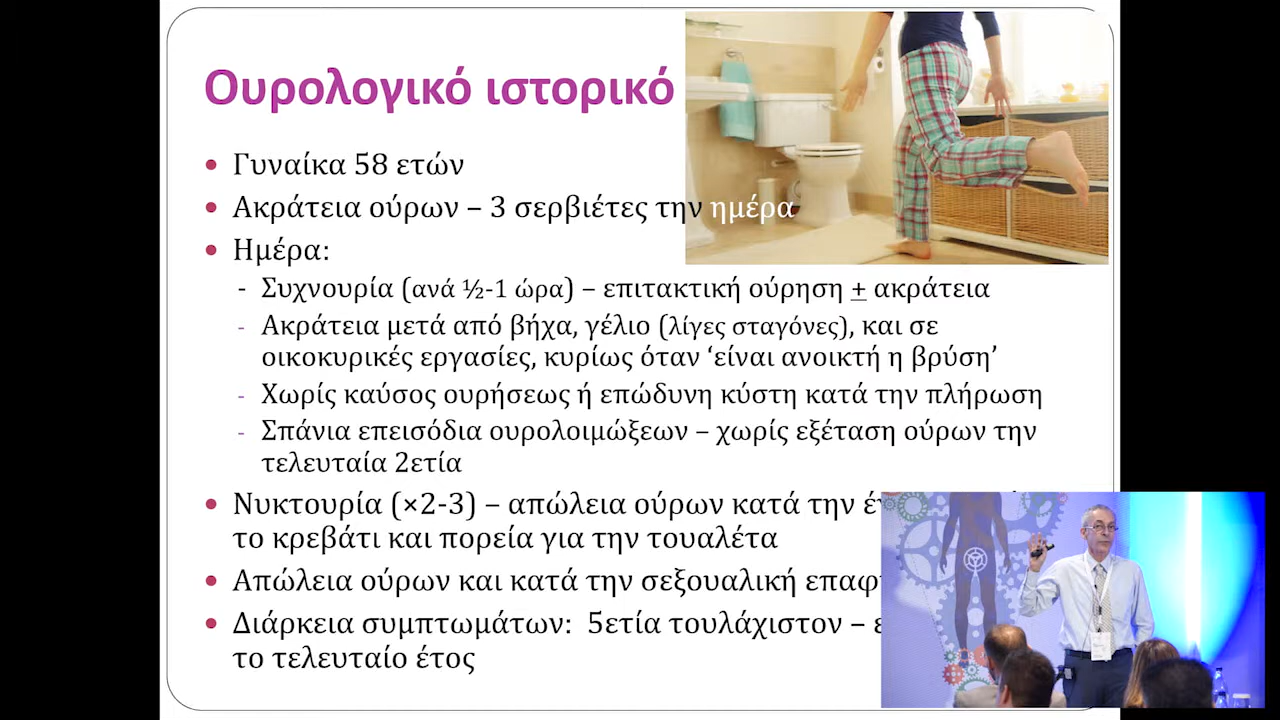 Ουρολογικό ιστορικό
• Γυναίκα 58 ετών
• Ακράτεια ούρων – 3 σερβιέτες την ημέρα
• Ημέρα:
- Συχνουρία (ανά ½-1 ώρα) – επιτακτική ούρηση + ακράτεια
- Ακράτεια μετά από βήχα, γέλιο (λίγες σταγόνες), και σε
οικοκυρικές εργασίες, κυρίως όταν ‘είναι ανοικτή η βρύση’
- Χωρίς καύσος ουρήσεως ή επώδυνη κύστη κατά την πλήρωση
- Σπάνια επεισόδια ουρολοιμώξεων – χωρίς εξέταση ούρων την
τελευταία 2ετία
• Νυκτουρία (×2-3) – απώλεια ούρων κατά την
το κρεβάτι και πορεία για την τουαλέτα
• Απώλεια ούρων και κατά την σεξουαλική
• Διάρκεια συμπτωμάτων: 5ετία τουλάχιστον –
το τελευταίο έτος